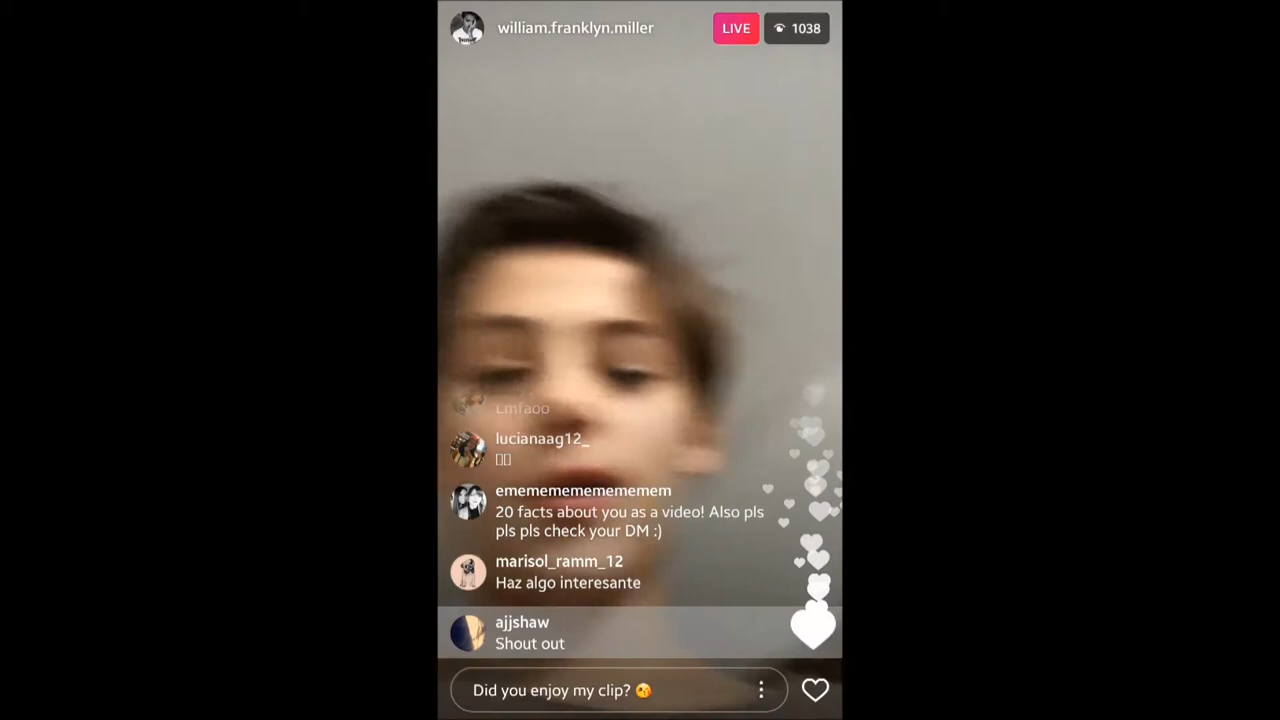 william.franklyn.miller
LIVE
1038
Lmfaoo
lucianaag12_
emememememememem
20 facts about you as a video! Also pls
pls pls check your DM :)
marisol_ramm_12
Haz algo interesante
ajjshaw
Shout out
Did you enjoy my clip? 😘